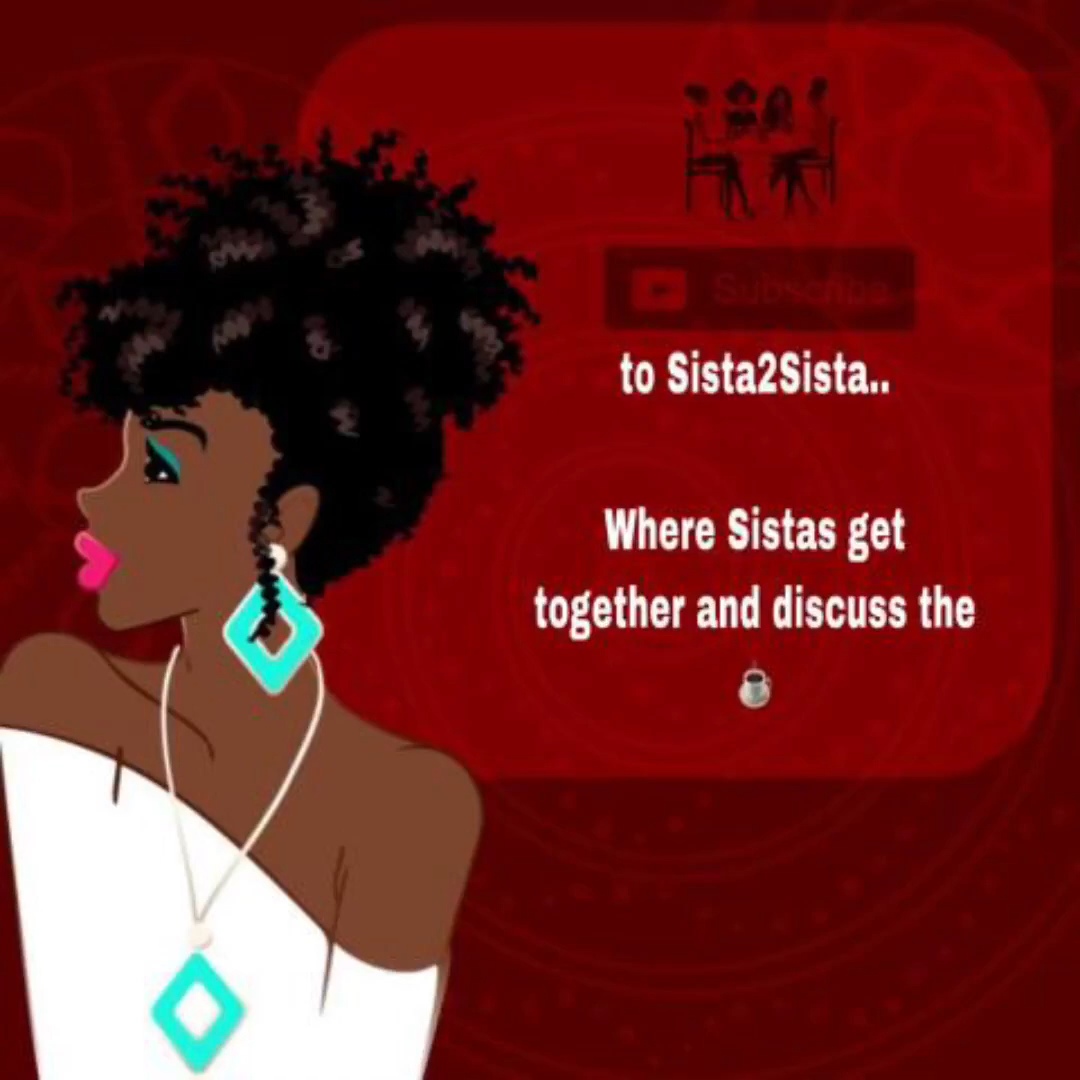 Subscribe
to Sista2Sista..
Where Sistas get
together and discuss the